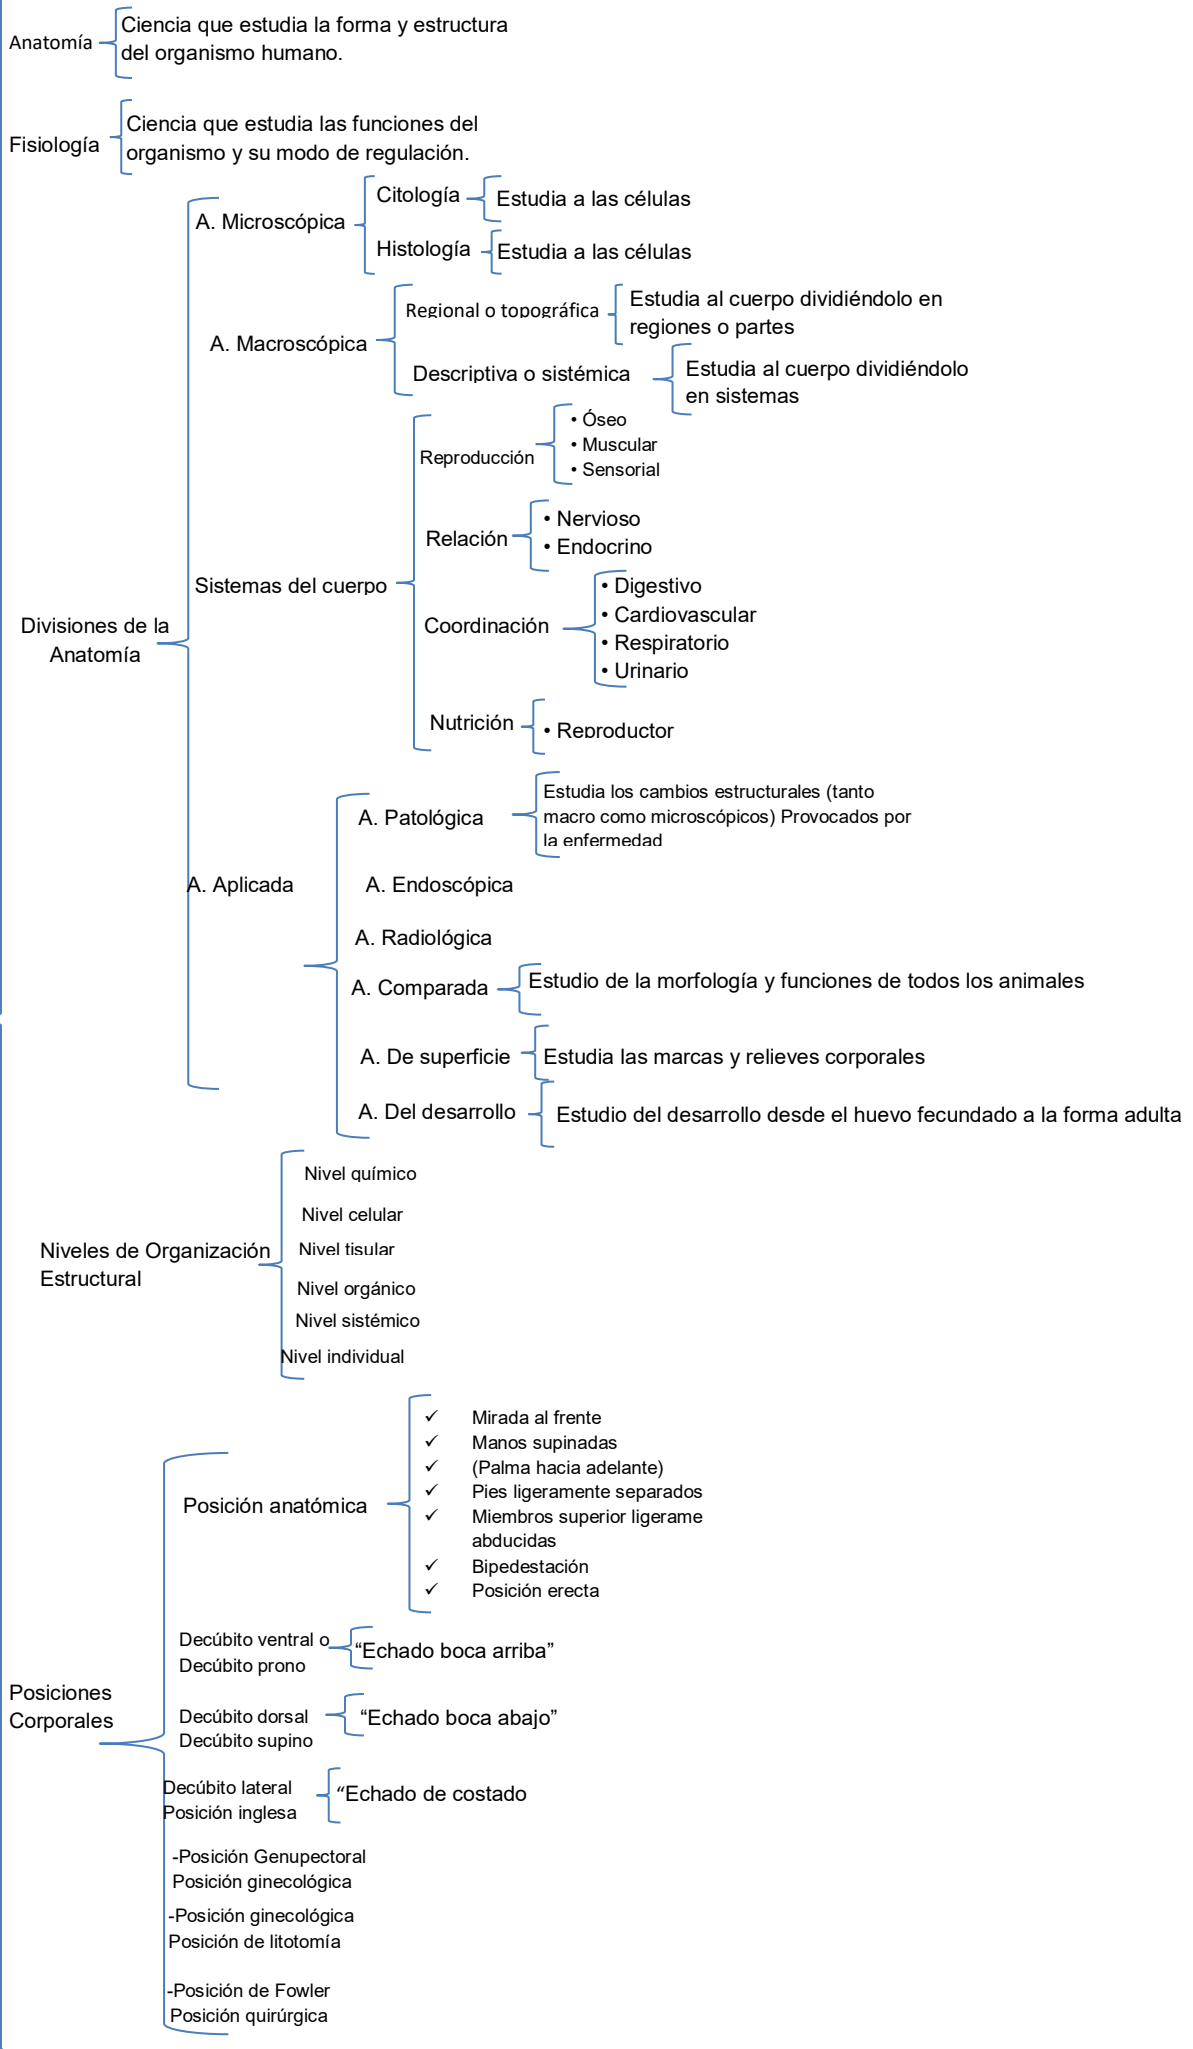 Anatomía
Ciencia que estudia la forma y estructura
del organismo humano.
Fisiología
Ciencia que estudia las funciones del
organismo y su modo de regulación.
Divisiones de la
Anatomía
A. Microscópica
Citología
Estudia a las células
Histología
Estudia a las células
A. Macroscópica
Regional o topográfica
Estudia al cuerpo dividiéndolo en
regiones o partes
Descriptiva o sistémica
Estudia al cuerpo dividiéndolo
en sistemas
Sistemas del cuerpo
Reproducción
• Óseo
• Muscular
• Sensorial
Relación
• Nervioso
• Endocrino
Coordinación
• Digestivo
• Cardiovascular
• Respiratorio
• Urinario
Nutrición
• Reproductor
A. Aplicada
A. Patológica
Estudia los cambios estructurales (tanto
macro como microscópicos) Provocados por
la enfermedad
A. Endoscópica
A. Radiológica
A. Comparada
Estudio de la morfología y funciones de todos los animales
A. De superficie
Estudia las marcas y relieves corporales
A. Del desarrollo
Estudio del desarrollo desde el huevo fecundado a la forma adulta
Niveles de Organización
Estructural
Nivel químico
Nivel celular
Nivel tisular
Nivel orgánico
Nivel sistémico
Nivel individual
Posiciones
Corporales
Posición anatómica
✓ Mirada al frente
✓ Manos supinadas
✓ (Palma hacia adelante)
✓ Pies ligeramente separados
✓ Miembros superior ligerame
abducidas
✓ Bipedestación
✓ Posición erecta
Decúbito ventral o
Decúbito prono
“Echado boca arriba”
Decúbito dorsal
Decúbito supino
“Echado boca abajo”
Decúbito lateral
Posición inglesa
“Echado de costado
-Posición Genupectoral
Posición ginecológica
-Posición ginecológica
Posición de litotomía
-Posición de Fowler
Posición quirúrgica